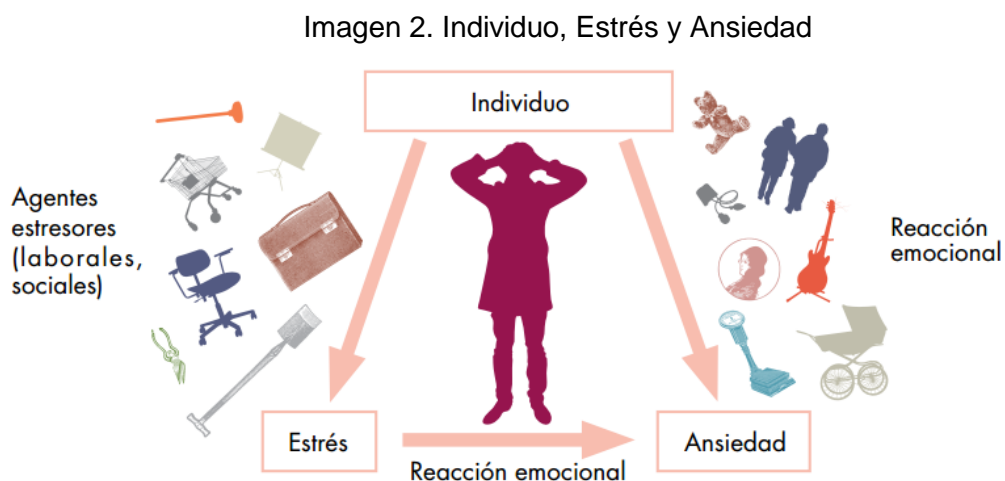 Imagen 2. Individuo, Estrés y Ansiedad
Individuo
Agentes
estresores
(laborales,
sociales)
Reacción
emocional
Estrés
Reacción emocional
Ansiedad